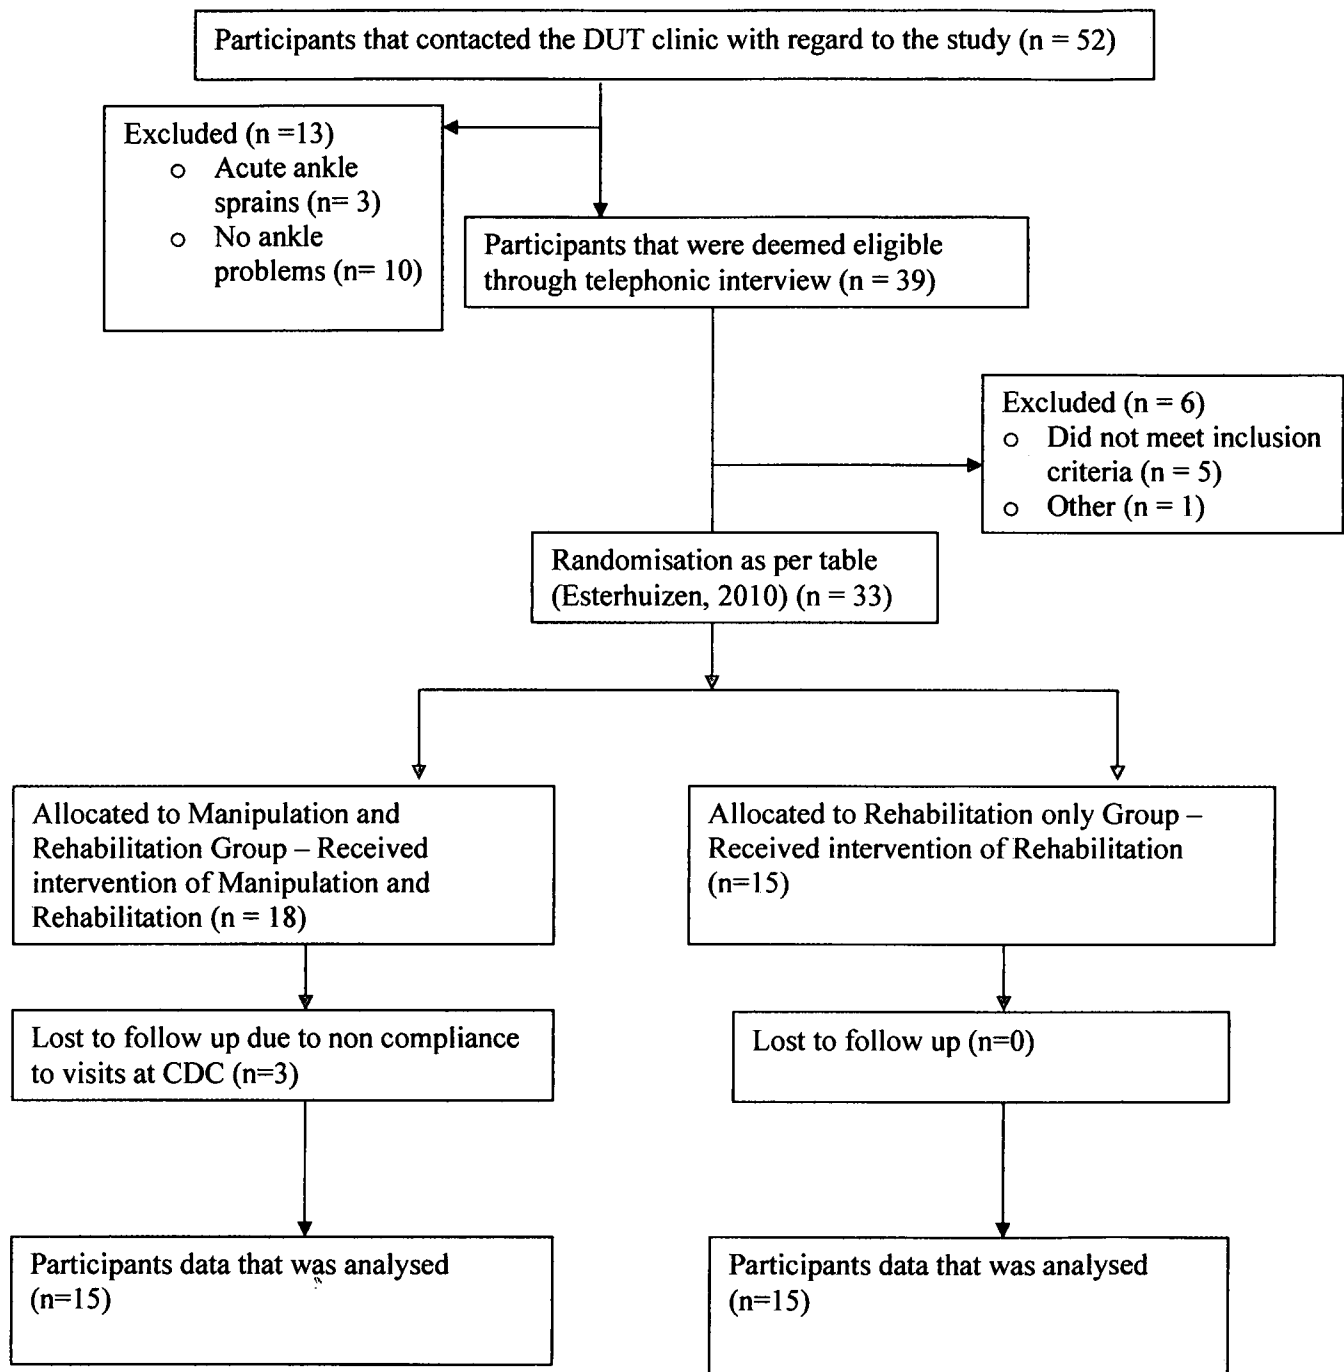 Participants that contacted the DUT clinic with regard to the study (n = 52)
Excluded (n =13)
o Acute ankle
sprains (n= 3)
o No ankle
problems (n= 10)
Participants that were deemed eligible
through telephonic interview (n = 39)
Excluded (n = 6)
o Did not meet inclusion
criteria (n = 5)
o Other (n = 1)
Randomisation as per table
(Esterhuizen, 2010) (n = 33)
Allocated to Manipulation and
Rehabilitation Group – Received
intervention of Manipulation and
Rehabilitation (n = 18)
Allocated to Rehabilitation only Group –
Received intervention of Rehabilitation
(n=15)
Lost to follow up due to non compliance
to visits at CDC (n=3)
Lost to follow up (n=0)
Participants data that was analysed
(n=15)
Participants data that was analysed
(n=15)